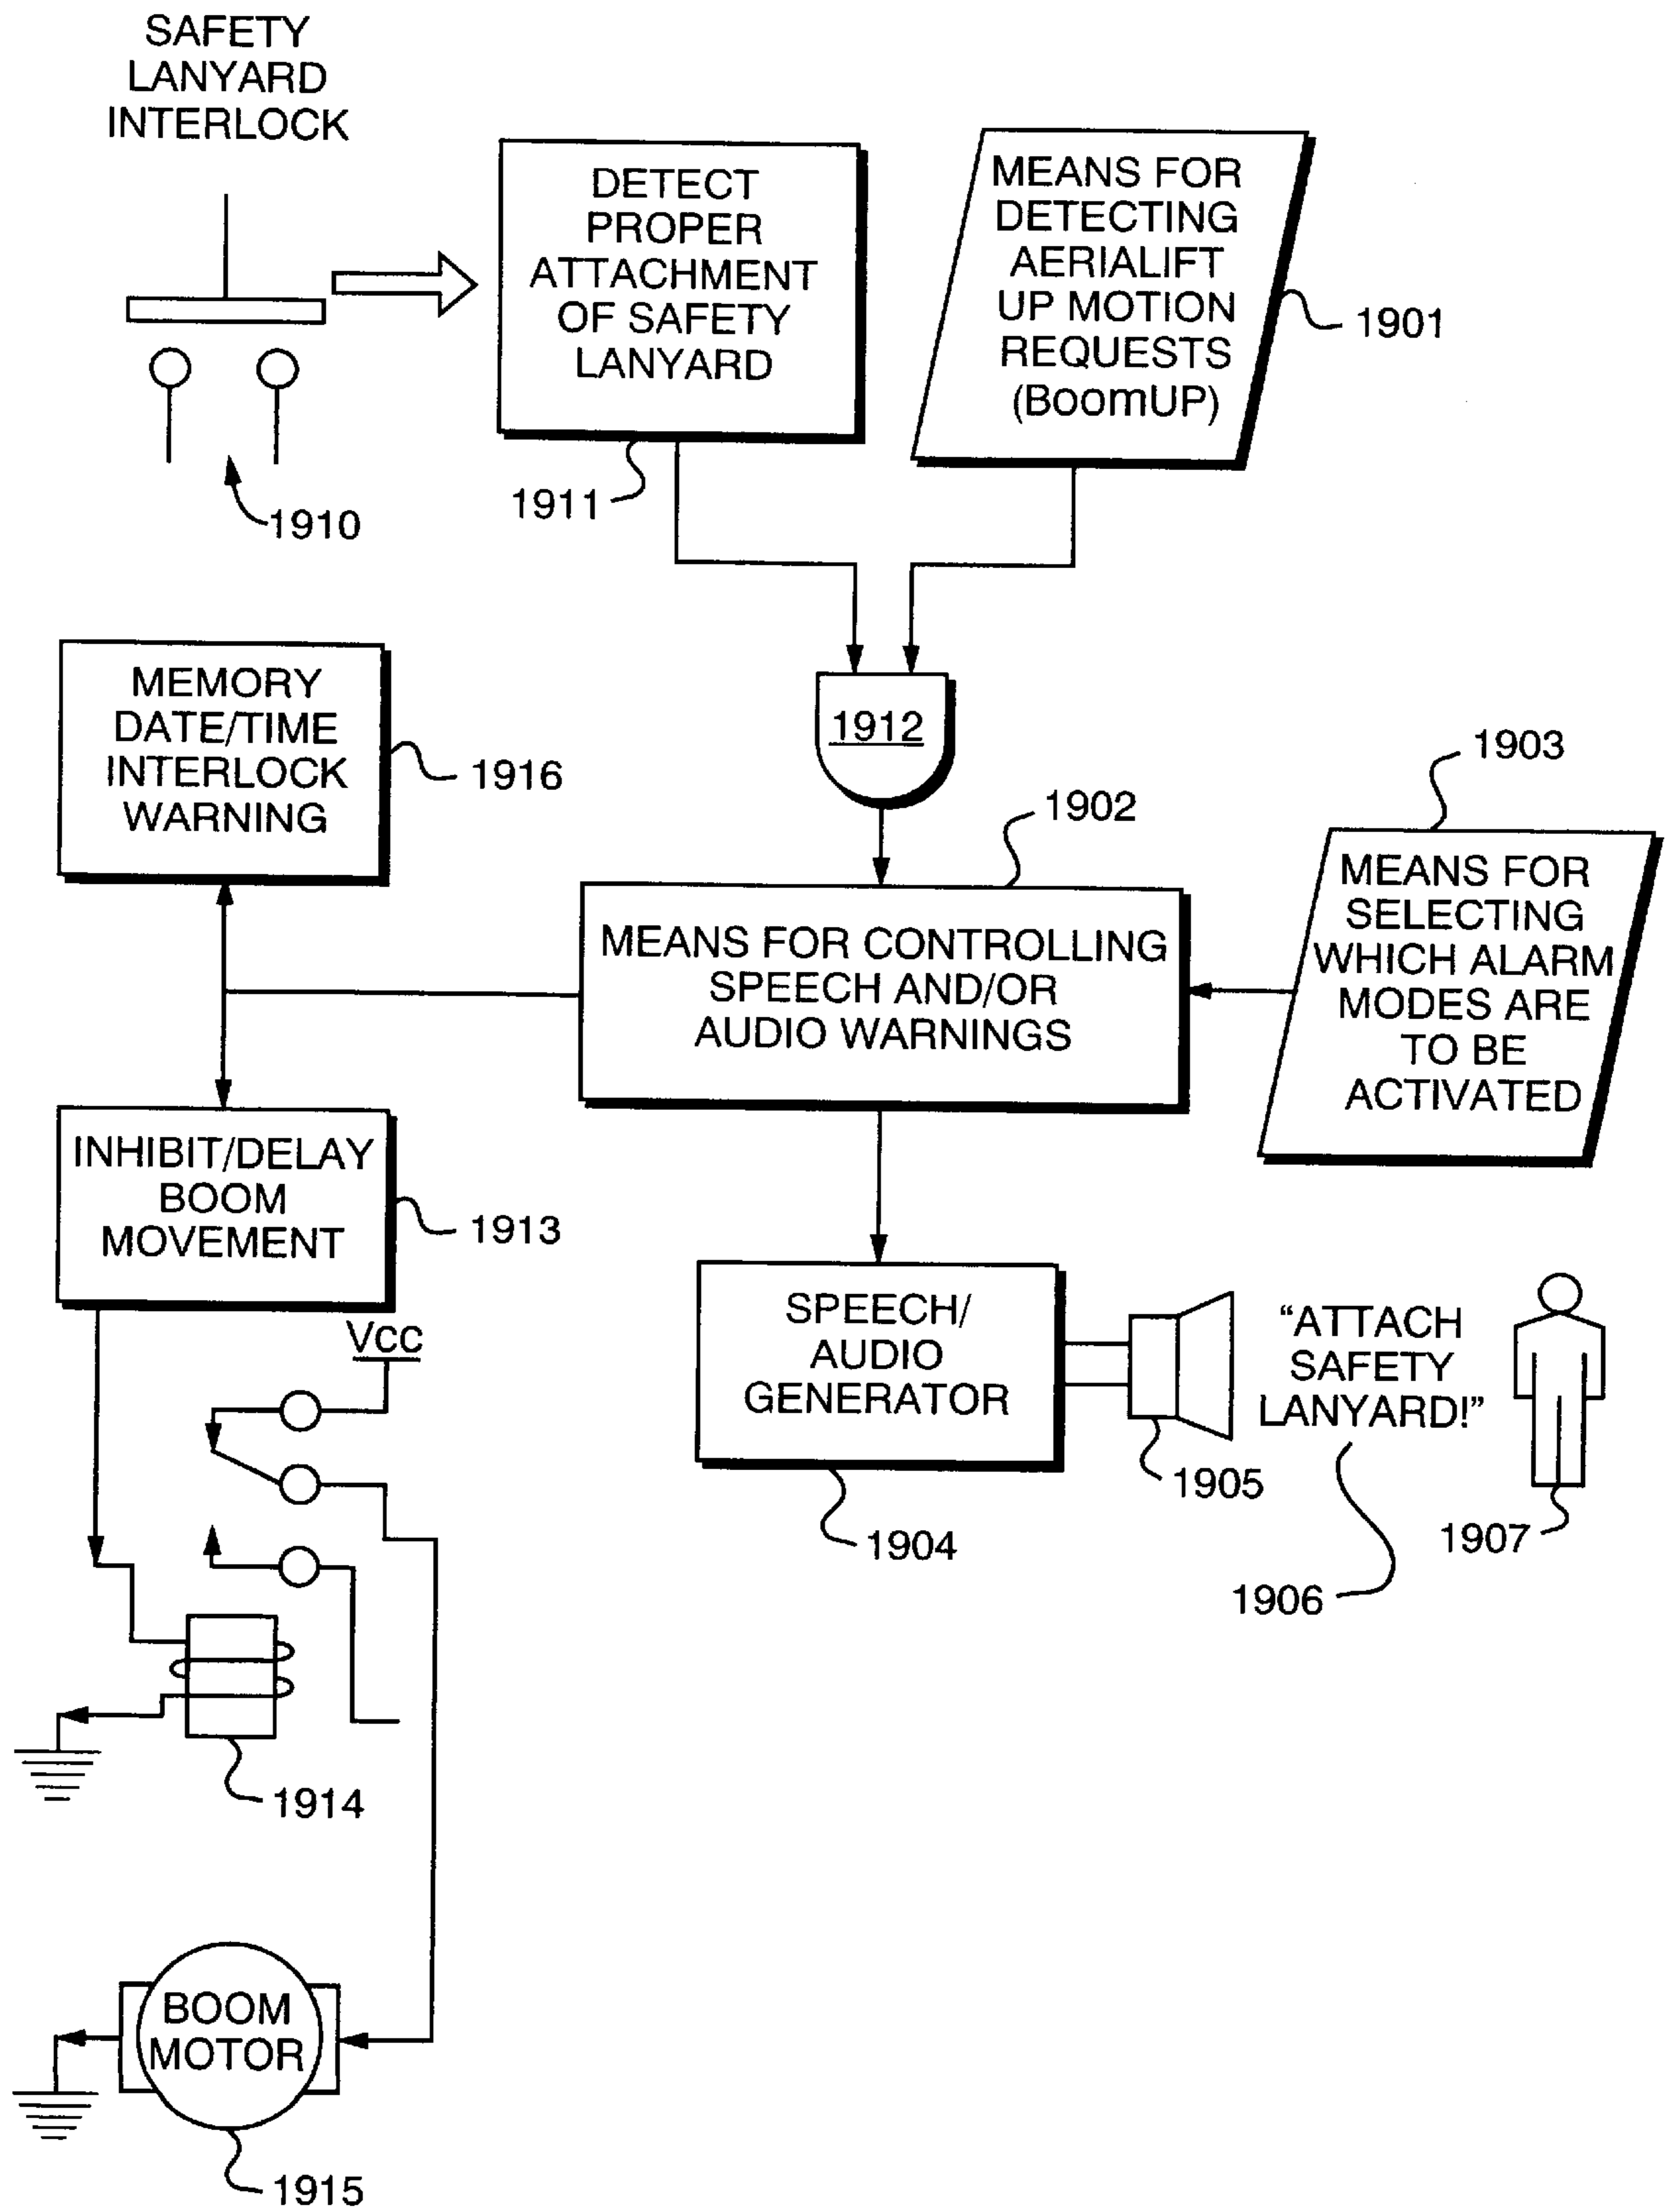 SAFETY
LANYARD
INTERLOCK
1910
DETECT
PROPER
ATTACHMENT
OF SAFETY
LANYARD
1911
MEANS FOR
DETECTING
AERIALIFT
UP MOTION
REQUESTS
(BoomUP)
1901
1912
MEMORY
DATE/TIME
INTERLOCK
WARNING
1916
1902
MEANS FOR CONTROLLING
SPEECH AND/OR
AUDIO WARNINGS
1903
MEANS FOR
SELECTING
WHICH ALARM
MODES ARE
TO BE
ACTIVATED
INHIBIT/DELAY
BOOM
MOVEMENT
1913
VCC
SPEECH/
AUDIO
GENERATOR
1904
1905
“ATTACH
SAFETY
LANYARD!”
1906
1907
1914
BOOM
MOTOR
1915